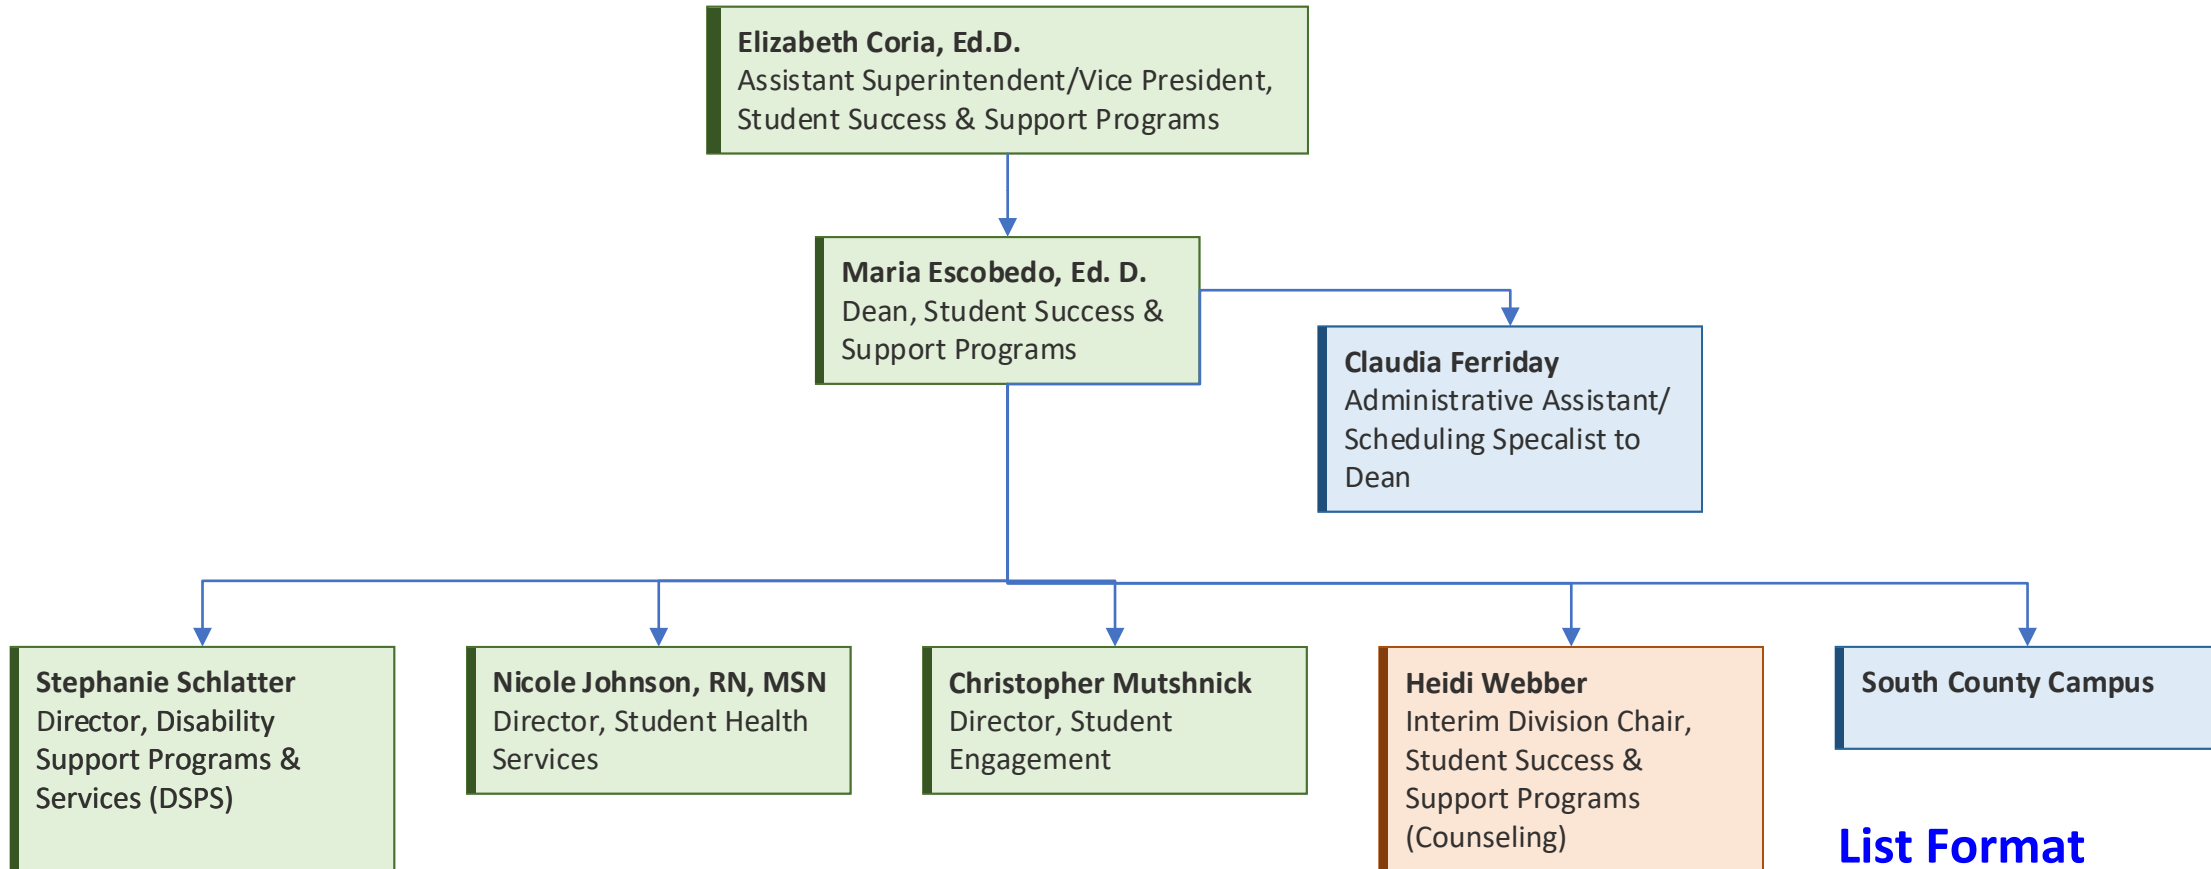 Elizabeth Coria, Ed.D.
Assistant Superintendent/Vice President,
Student Success & Support Programs
Maria Escobedo, Ed. D.
Dean, Student Success &
Support Programs
Claudia Ferriday
Administrative Assistant/
Scheduling Specalist to
Dean
Stephanie Schlatter
Director, Disability
Support Programs &
Services (DSPS)
Nicole Johnson, RN, MSN
Director, Student Health
Services
Christopher Mutshnick
Director, Student
Engagement
Heidi Webber
Interim Division Chair,
Student Success &
Support Programs
(Counseling)
South County Campus
List Format